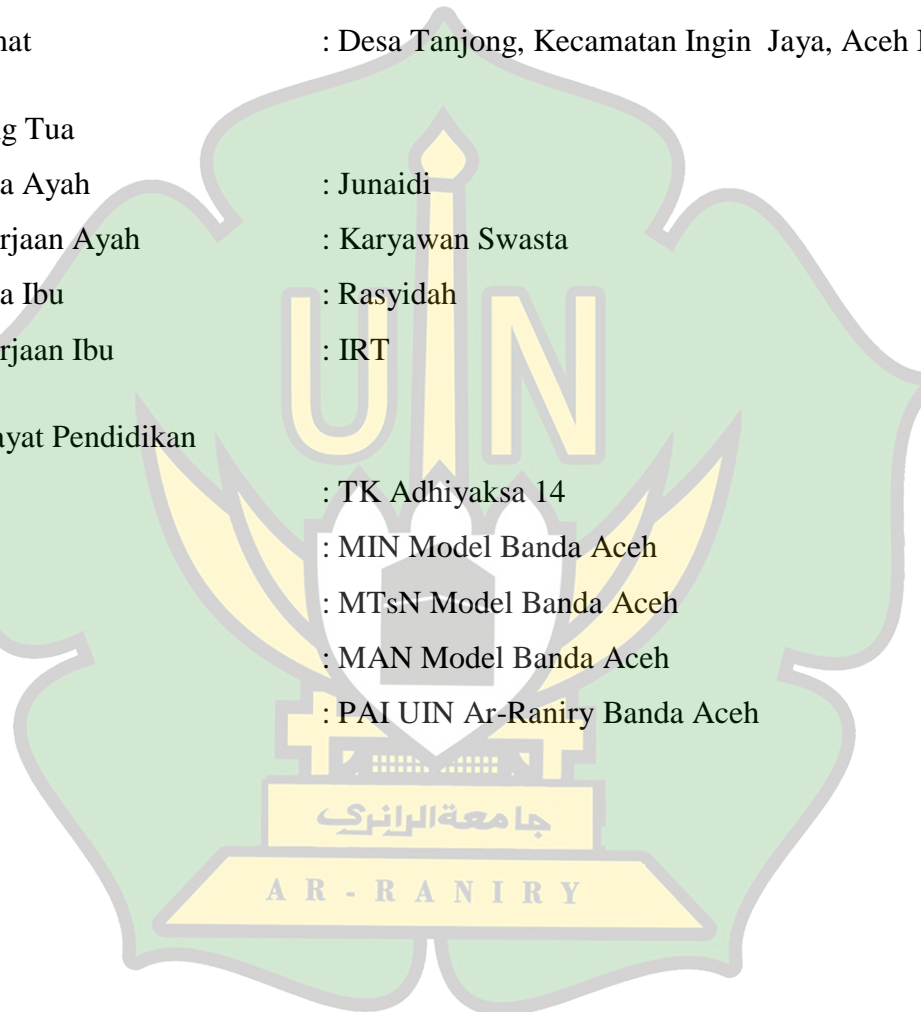 nat : Desa Tanjong, Kecamatan Ingin Jaya, Aceh
g Tua
a Ayah : Junaidi
rjaan Ayah : Karyawan Swasta
a Ibu : Rasyidah
rjaan Ibu : IRT
ayat Pendidikan
: TK Adhiyaksa 14
: MIN Model Banda Aceh
: MTsN Model Banda Aceh
: MAN Model Banda Aceh
: PAI UIN Ar-Raniry Banda Aceh
UIN
جامعةالرانري
AR-RANIRY